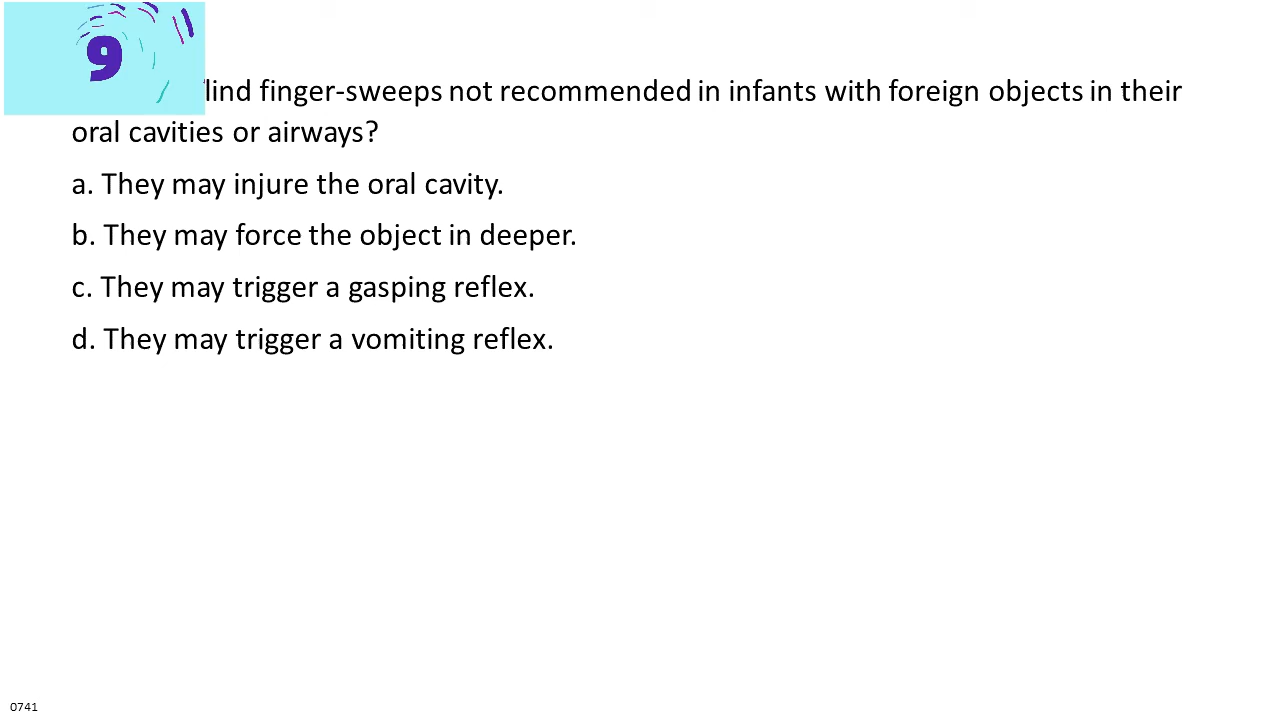 9
finger-sweeps not recommended in infants with foreign objects in their
oral cavities or airways?
a. They may injure the oral cavity.
b. They may force the object in deeper.
c. They may trigger a gasping reflex.
d. They may trigger a vomiting reflex.
0741